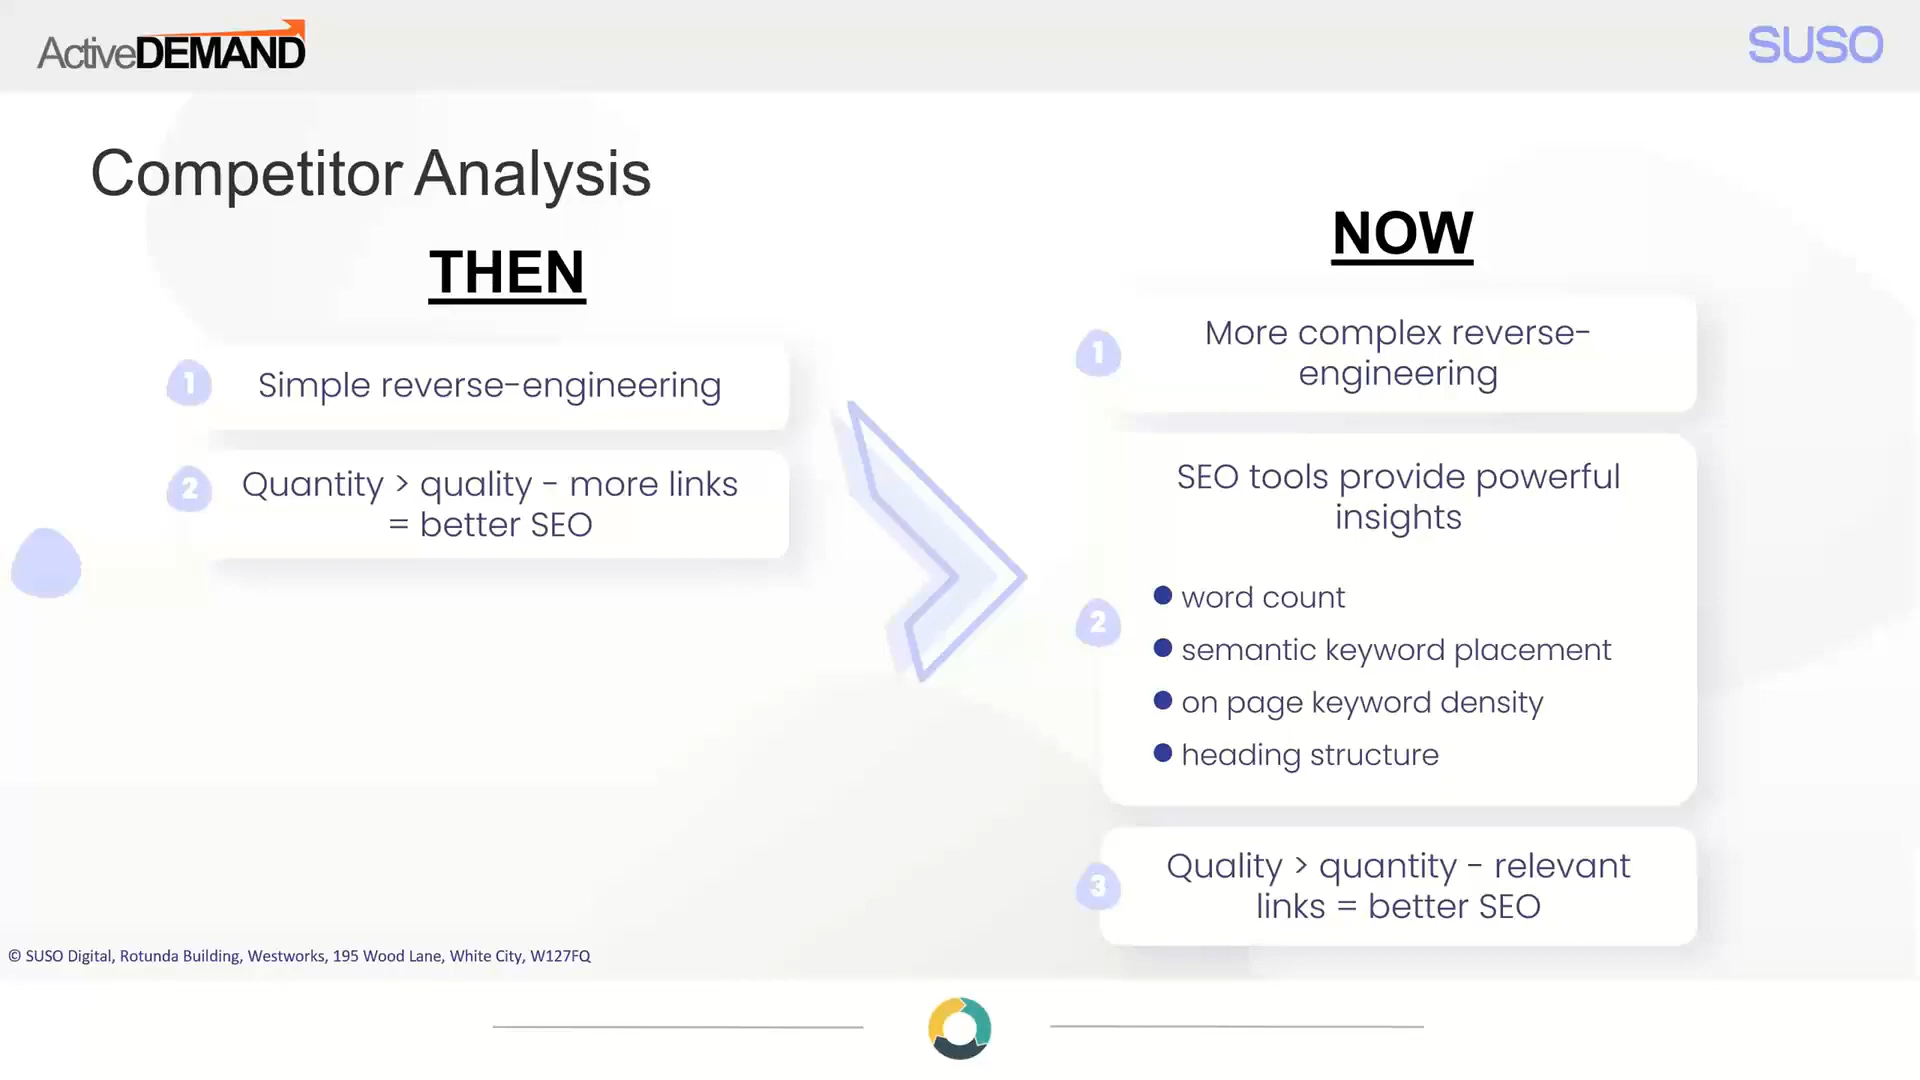 ActiveDEMAND
SUSO
Competitor Analysis
THEN
1
Simple reverse-engineering
2
Quantity > quality - more links
= better SEO
NOW
1
More complex reverse-
engineering
2
SEO tools provide powerful
insights
● word count
● semantic keyword placement
● on page keyword density
● heading structure
3
Quality > quantity - relevant
links = better SEO
© SUSO Digital, Rotunda Building, Westworks, 195 Wood Lane, White City, W127FQ